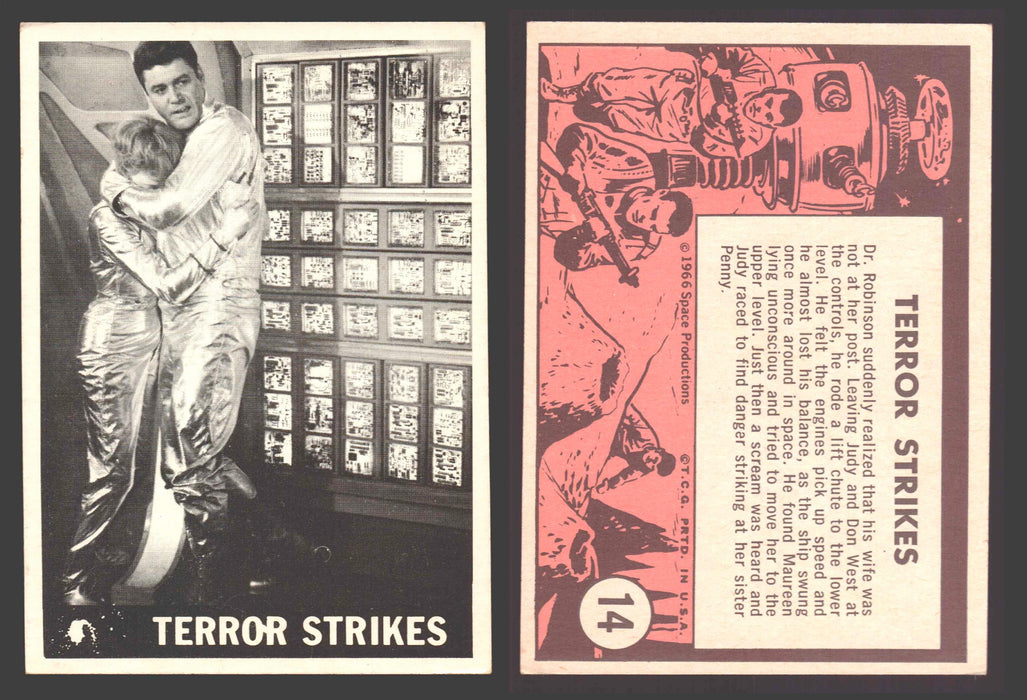 TERROR STRIKES
TERROR STRIKES
Dr. Robinson suddenly realized that his wife was
not at her post. Leaving Judy and Don West at
the controls, he rode a lift chute to the lower
level. He felt the engines pick up speed and
he almost lost his balance, as the ship swung
once more around in space. He found Maureen
lying unconscious and tried to move her to the
upper level. Just then a scream was heard and
Judy raced to find danger striking at her sister
Penny.
© 1966 Space Productions © T.C.G. PRTD. IN U.S.A.
14